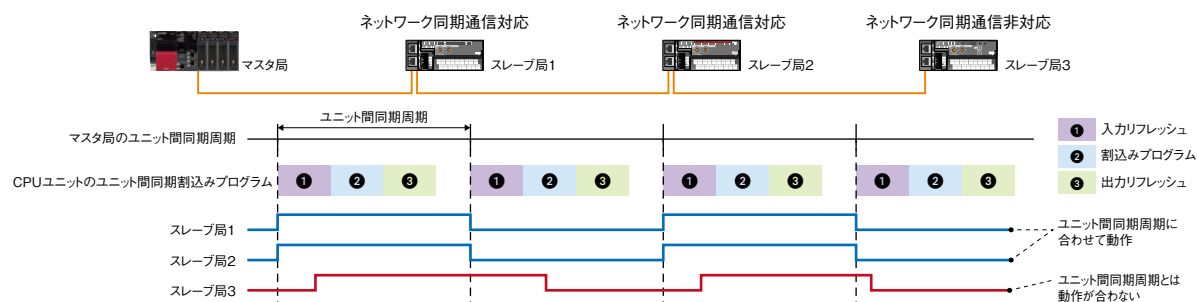 ネットワーク同期通信対応
ネットワーク同期通信対応
ネットワーク同期通信非対応
マスタ局
スレーブ局1
スレーブ局2
スレーブ局3
ユニット間同期周期
マスタ局のユニット間同期周期
❶ 入力リフレッシュ
❷ 割込みプログラム
❸ 出力リフレッシュ
CPUユニットのユニット間同期割込みプログラム
❶ ❷ ❸ ❶ ❷ ❸ ❶ ❷ ❸ ❶ ❷ ❸
スレーブ局1
スレーブ局2
スレーブ局3
ユニット間同期周期に
合わせて動作
ユニット間同期周期とは
動作が合わない